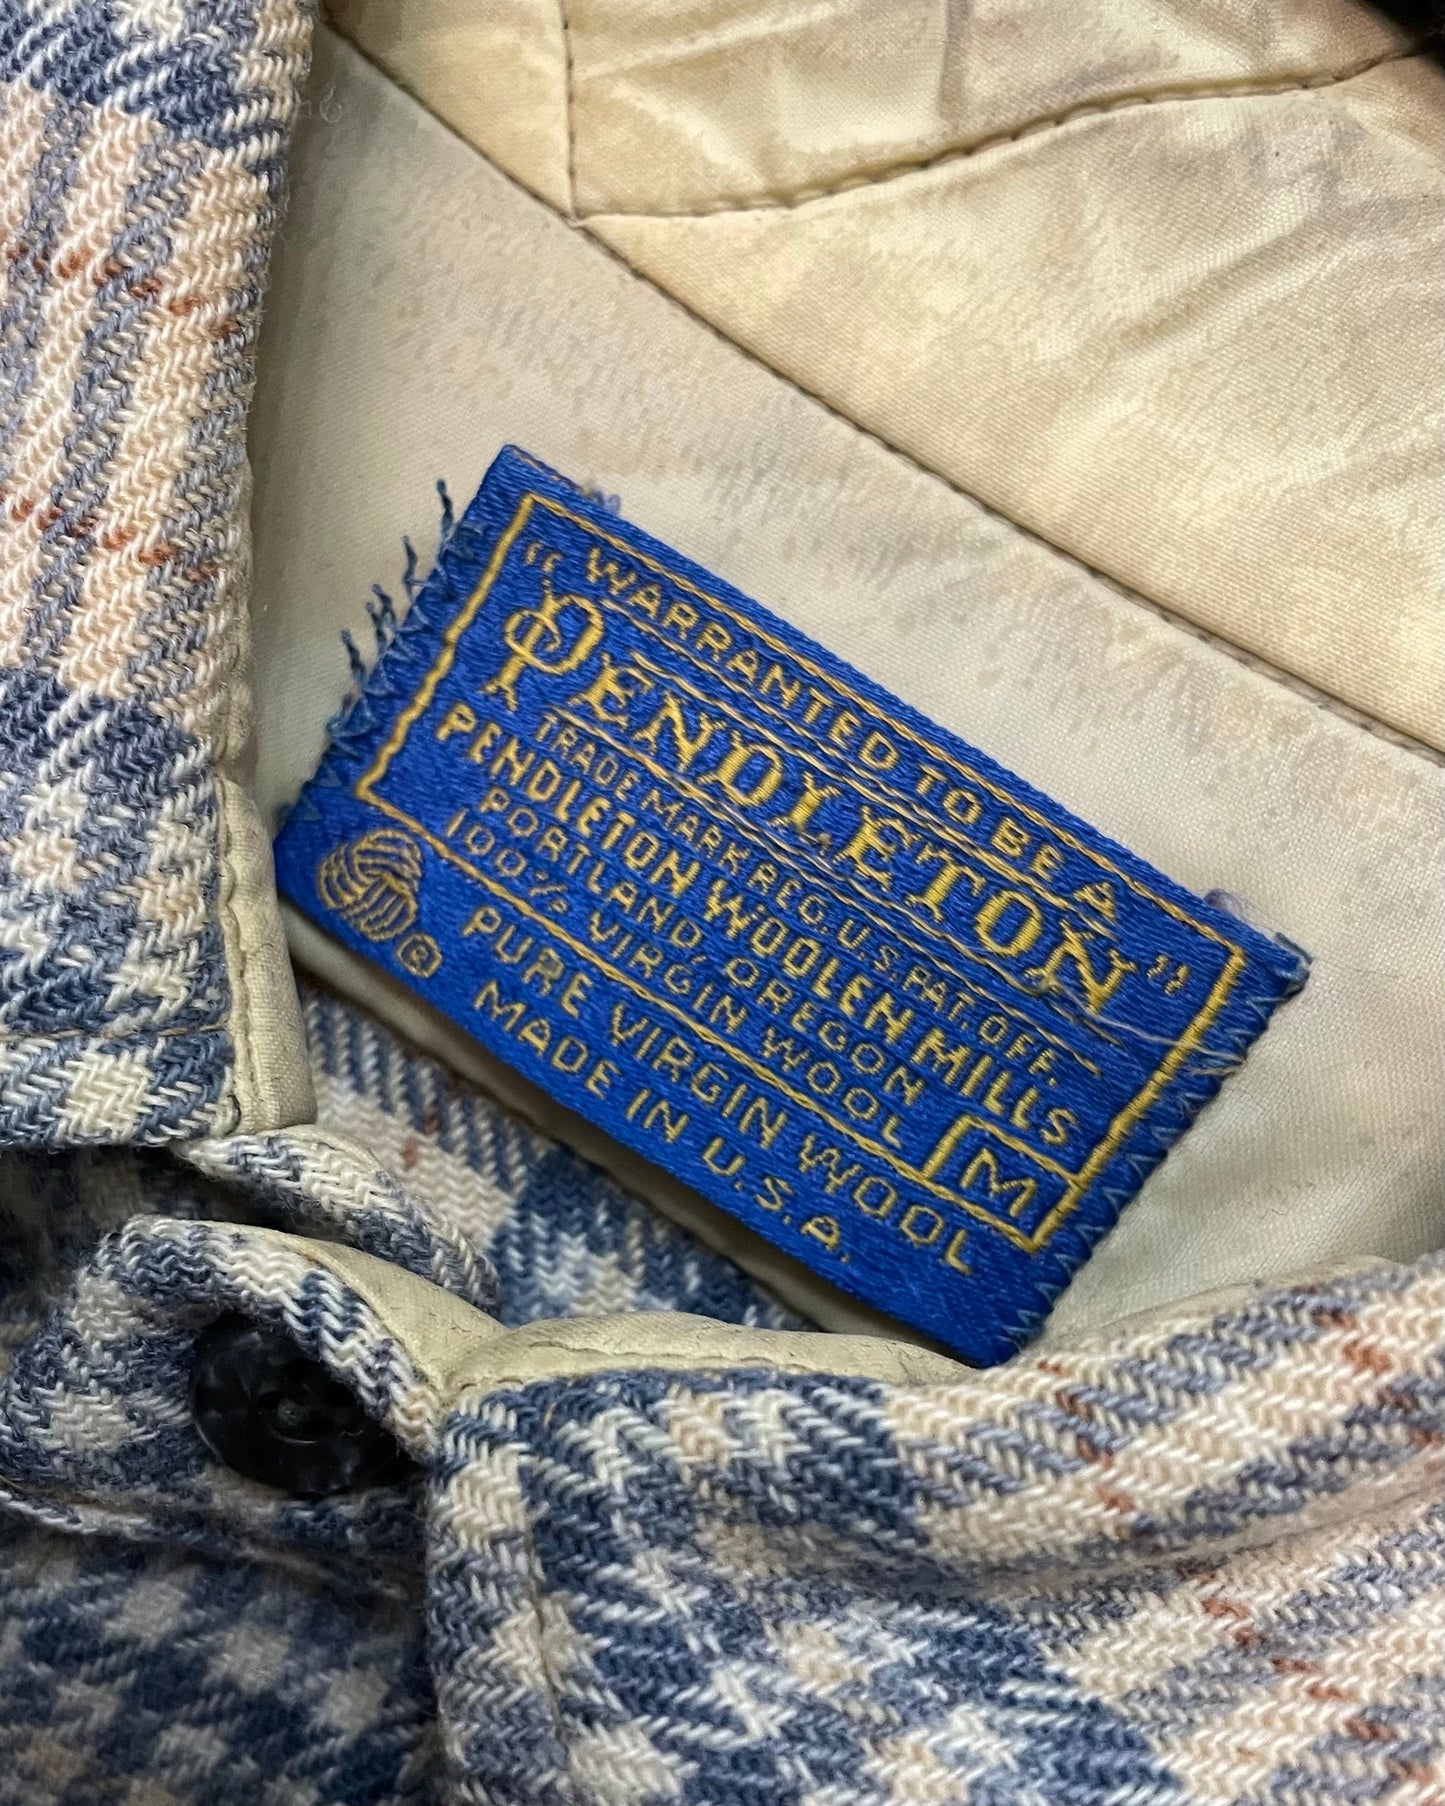 "WARRANTED TO BE A
PENDLETON"
TRADE MARK REG. U.S. PAT. OFF.
PENDLETON WOOLEN MILLS
PORTLAND, OREGON
100% VIRGIN WOOL
M
® PURE VIRGIN WOOL
MADE IN U.S.A.